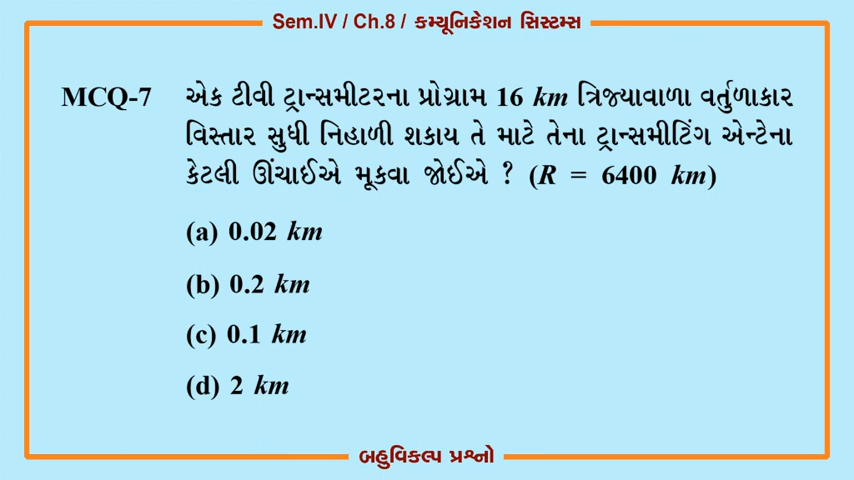 Sem.IV / Ch.8 / કમ્યૂનિકેશન સિસ્ટમ્સ
MCQ-7 એક ટીવી ટ્રાન્સમીટરના પ્રોગ્રામ 16 km ત્રિજ્યાવાળા વર્તુળાકાર
વિસ્તાર સુધી નિહાળી શકાય તે માટે તેના ટ્રાન્સમીટિંગ એન્ટેના
કેટલી ઊંચાઈએ મૂકવા જોઈએ ? (R = 6400 km)
(a) 0.02 km
(b) 0.2 km
(c) 0.1 km
(d) 2 km
બહુવિકલ્પ પ્રશ્નો